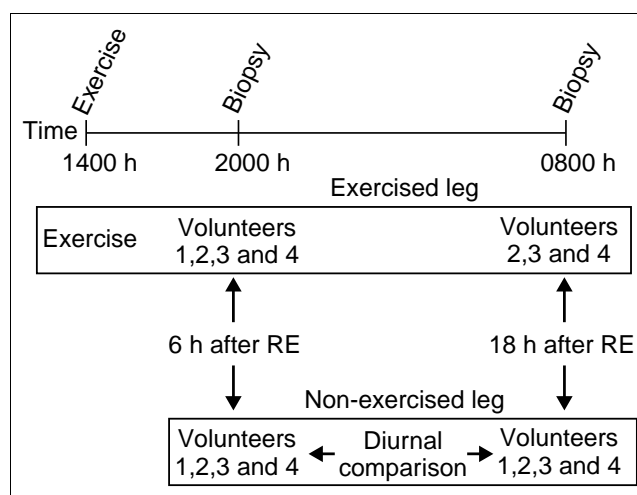 Exercise
Biopsy
Biopsy
Time
1400 h
2000 h
0800 h
Exercised leg
Exercise
Volunteers
1,2,3 and 4
Volunteers
2,3 and 4
6 h after RE
18 h after RE
Non-exercised leg
Volunteers
1,2,3 and 4
Diurnal
comparison
Volunteers
1,2,3 and 4